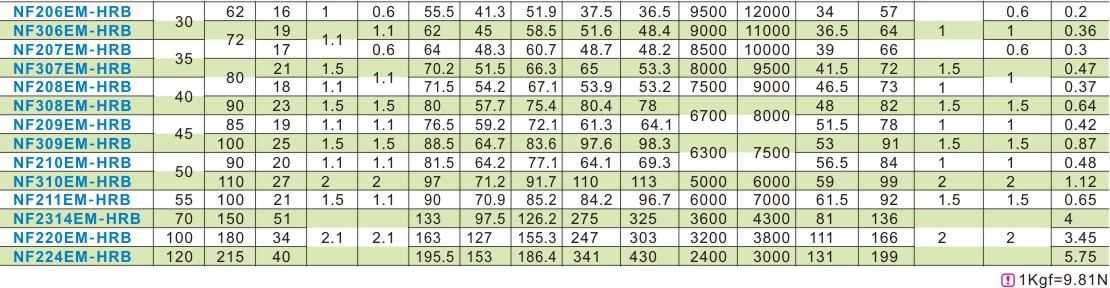 NF206EM-HRB 30 62 16 1 0.6 55.5 41.3 51.9 37.5 36.5 9500 12000 34 57 0.6 0.2
NF306EM-HRB 72 19 1.1 1.1 62 45 58.5 51.6 48.4 9000 11000 36.5 64 1 1 0.36
NF207EM-HRB 35 17 0.6 64 48.3 60.7 48.7 48.2 8500 10000 39 66 0.6 0.3
NF307EM-HRB 80 21 1.5 1.1 70.2 51.5 66.3 65 53.3 8000 9500 41.5 72 1.5 1 0.47
NF208EM-HRB 40 18 1.1 71.5 54.2 67.1 53.9 53.2 7500 9000 46.5 73 1 0.37
NF308EM-HRB 90 23 1.5 1.5 80 57.7 75.4 80.4 78 6700 8000 48 82 1.5 1.5 0.64
NF209EM-HRB 45 85 19 1.1 1.1 76.5 59.2 72.1 61.3 64.1 51.5 78 1 1 0.42
NF309EM-HRB 100 25 1.5 1.5 88.5 64.7 83.6 97.6 98.3 6300 7500 53 91 1.5 1.5 0.87
NF210EM-HRB 50 90 20 1.1 1.1 81.5 64.2 77.1 64.1 69.3 56.5 84 1 1 0.48
NF310EM-HRB 110 27 2 2 97 71.2 91.7 110 113 5000 6000 59 99 2 2 1.12
NF211EM-HRB 55 100 21 1.5 1.1 90 70.9 85.2 84.2 96.7 6000 7000 61.5 92 1.5 1.5 0.65
NF2314EM-HRB 70 150 51 133 97.5 126.2 275 325 3600 4300 81 136 4
NF220EM-HRB 100 180 34 2.1 2.1 163 127 155.3 247 303 3200 3800 111 166 2 2 3.45
NF224EM-HRB 120 215 40 195.5 153 186.4 341 430 2400 3000 131 199 5.75
! 1Kgf=9.81N